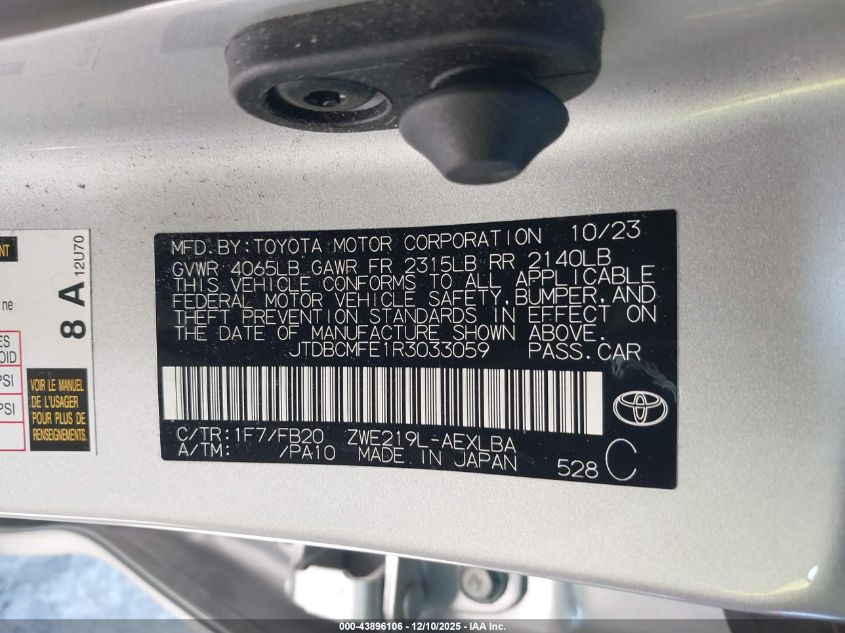 MFD.BY:TOYOTA MOTOR CORPORATION 10/23
GVWR 4065LB GAWR FR 2315LB RR 2140LB
THIS VEHICLE CONFORMS TO ALL APPLICABLE
FEDERAL MOTOR VEHICLE SAFETY,BUMPER,AND
THEFT PREVENTION STANDARDS IN EFFECT ON
THE DATE OF MANUFACTURE SHOWN ABOVE.
JTDBCMFE1R3033059 PASS.CAR
C/TR:1F7/FB20 ZWE219L-AEXLBA
A/TM: /PA10 MADE IN JAPAN 528 C
8 A 12U70
ne
PSI
PSI
VOIR LE MANUEL
DE L'USAGER
POUR PLUS DE
RENSEIGNEMENTS.
000-43896106 - 12/10/2025 - IAA Inc.